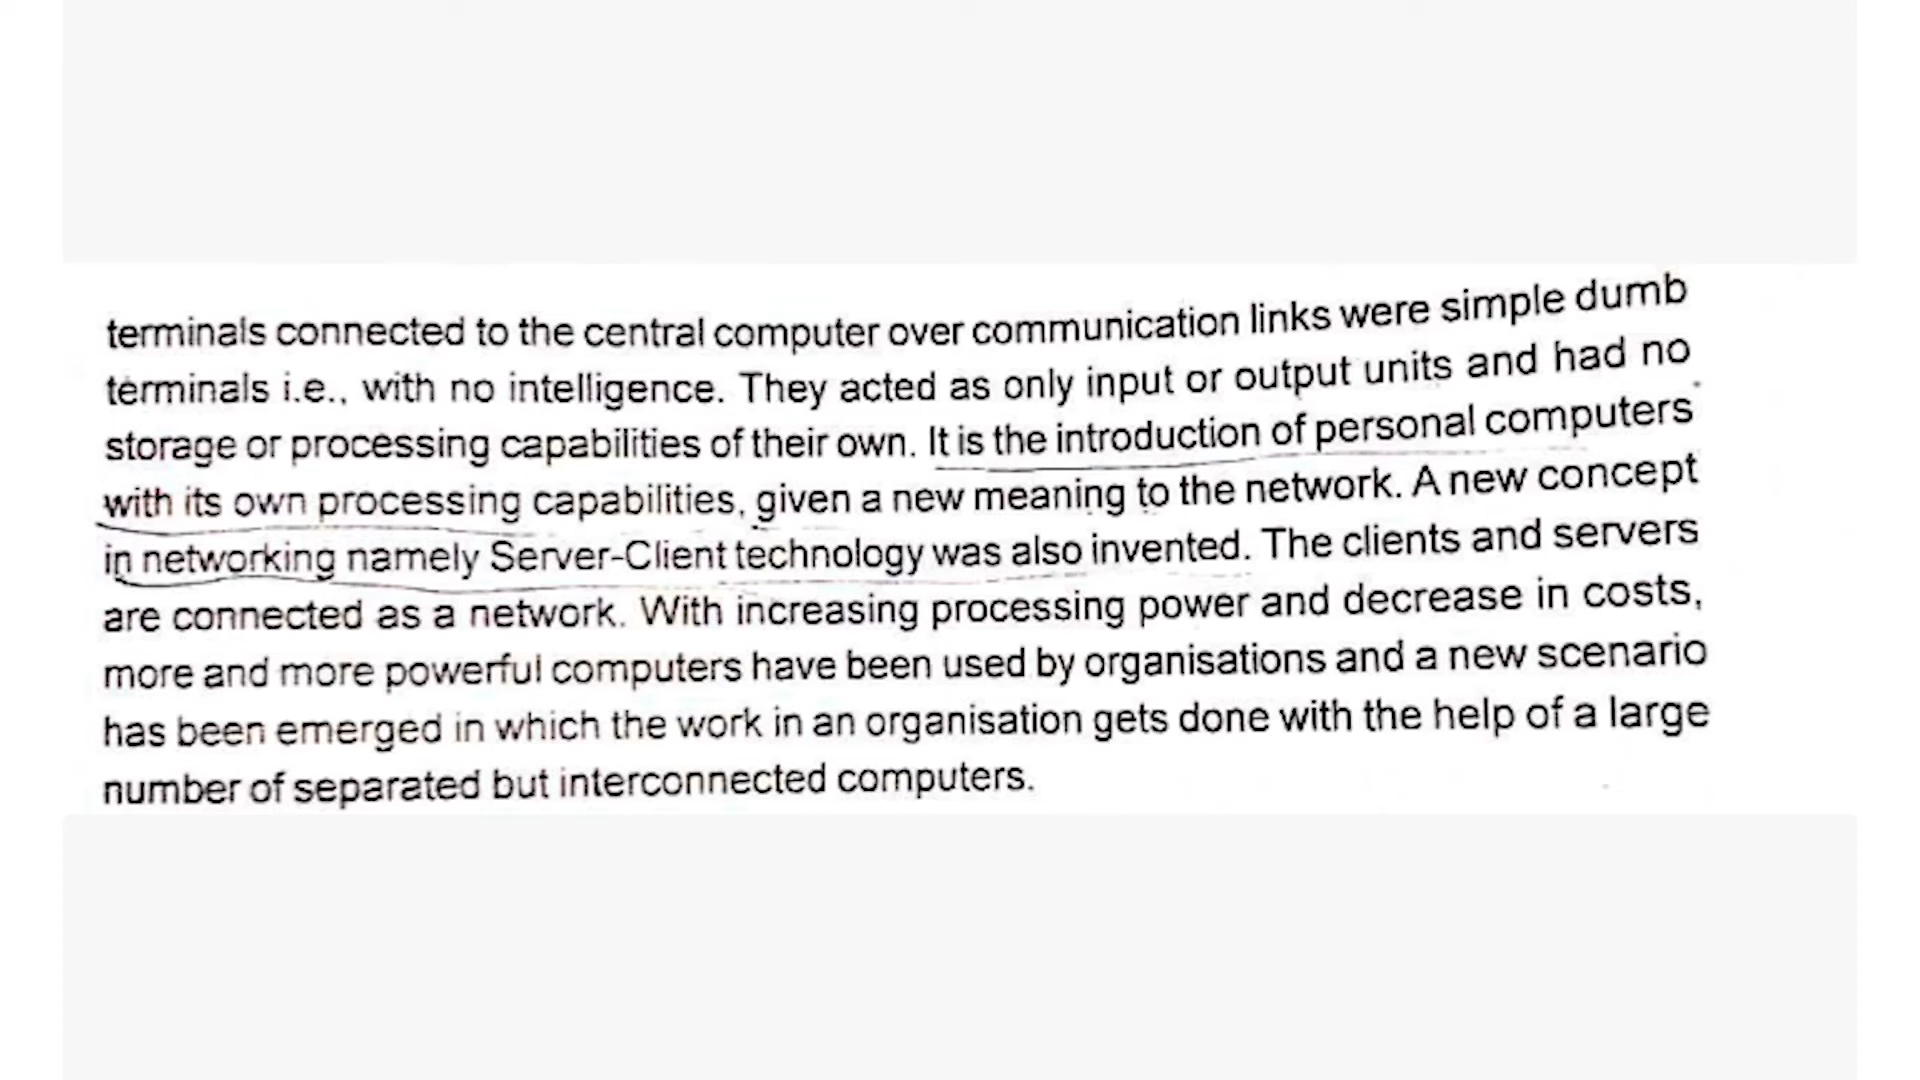 terminals connected to the central computer over communication links were simple dumb
terminals i.e., with no intelligence. They acted as only input or output units and had no
storage or processing capabilities of their own. It is the introduction of personal computers
with its own processing capabilities, given a new meaning to the network. A new concept
in networking namely Server-Client technology was also invented. The clients and servers
are connected as a network. With increasing processing power and decrease in costs,
more and more powerful computers have been used by organisations and a new scenario
has been emerged in which the work in an organisation gets done with the help of a large
number of separated but interconnected computers.